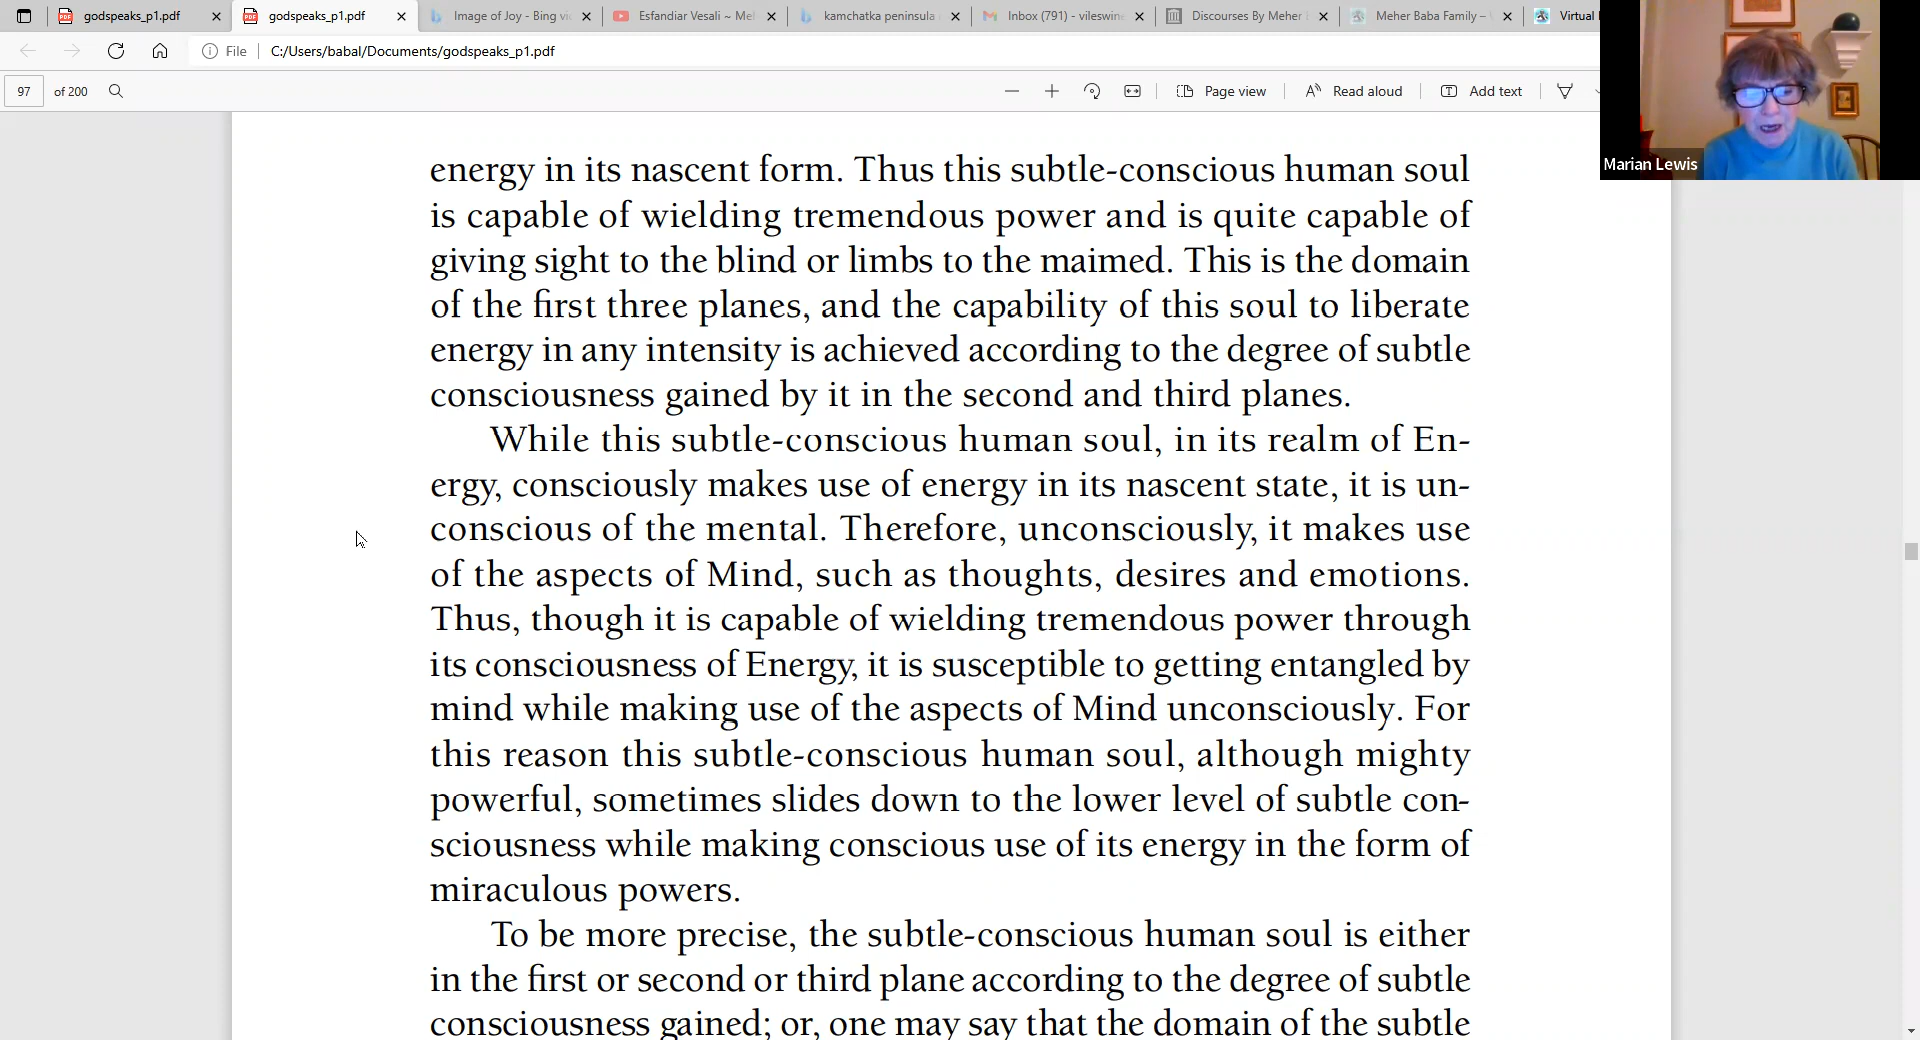 godspeaks_p1.pdf
godspeaks_p1.pdf
Image of Joy - Bing vi
Esfandiar Vesali ~ Me
kamchatka peninsula
Inbox (791) - vileswine
Discourses By Meher
Meher Baba Family –
Virtual
File
C:/Users/babal/Documents/godspeaks_p1.pdf
97 of 200
Page view
Read aloud
Add text
Marian Lewis
energy in its nascent form. Thus this subtle-conscious human soul
is capable of wielding tremendous power and is quite capable of
giving sight to the blind or limbs to the maimed. This is the domain
of the first three planes, and the capability of this soul to liberate
energy in any intensity is achieved according to the degree of subtle
consciousness gained by it in the second and third planes.
While this subtle-conscious human soul, in its realm of En-
ergy, consciously makes use of energy in its nascent state, it is un-
conscious of the mental. Therefore, unconsciously, it makes use
of the aspects of Mind, such as thoughts, desires and emotions.
Thus, though it is capable of wielding tremendous power through
its consciousness of Energy, it is susceptible to getting entangled by
mind while making use of the aspects of Mind unconsciously. For
this reason this subtle-conscious human soul, although mighty
powerful, sometimes slides down to the lower level of subtle con-
sciousness while making conscious use of its energy in the form of
miraculous powers.
To be more precise, the subtle-conscious human soul is either
in the first or second or third plane according to the degree of subtle
consciousness gained; or, one may say that the domain of the subtle